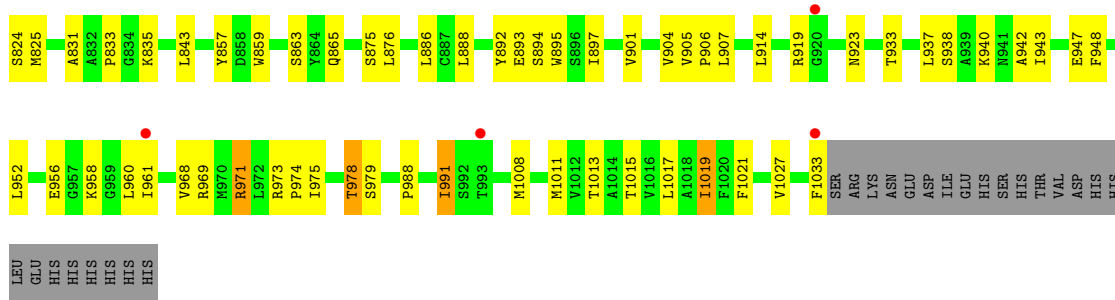 S824 M825 A831 A832 P833 G834 K835 L843 Y857 D858 W859 S863 Y864 Q865 S875 L876 L886 C887 L888 Y892 E893 S894 W895 S896 I897 V901 V904 V905 P906 L907 L914 R919 G920 N923 T933 L937 S938 A939 K940 N941 A942 I943 E947 F948
L952 E956 G957 K958 G959 L960 I961 V968 R969 M970 R971 L972 R973 P974 I975 T978 S979 P988 I991 S992 T993 M1008 M1011 V1012 T1013 A1014 T1015 V1016 L1017 A1018 I1019 F1020 F1021 V1027 F1033 SER ARG LYS ASN GLU ASP ILE GLU HIS SER HIS THR VAL ASP HIS HIS
LEU GLU HIS HIS HIS HIS HIS HIS